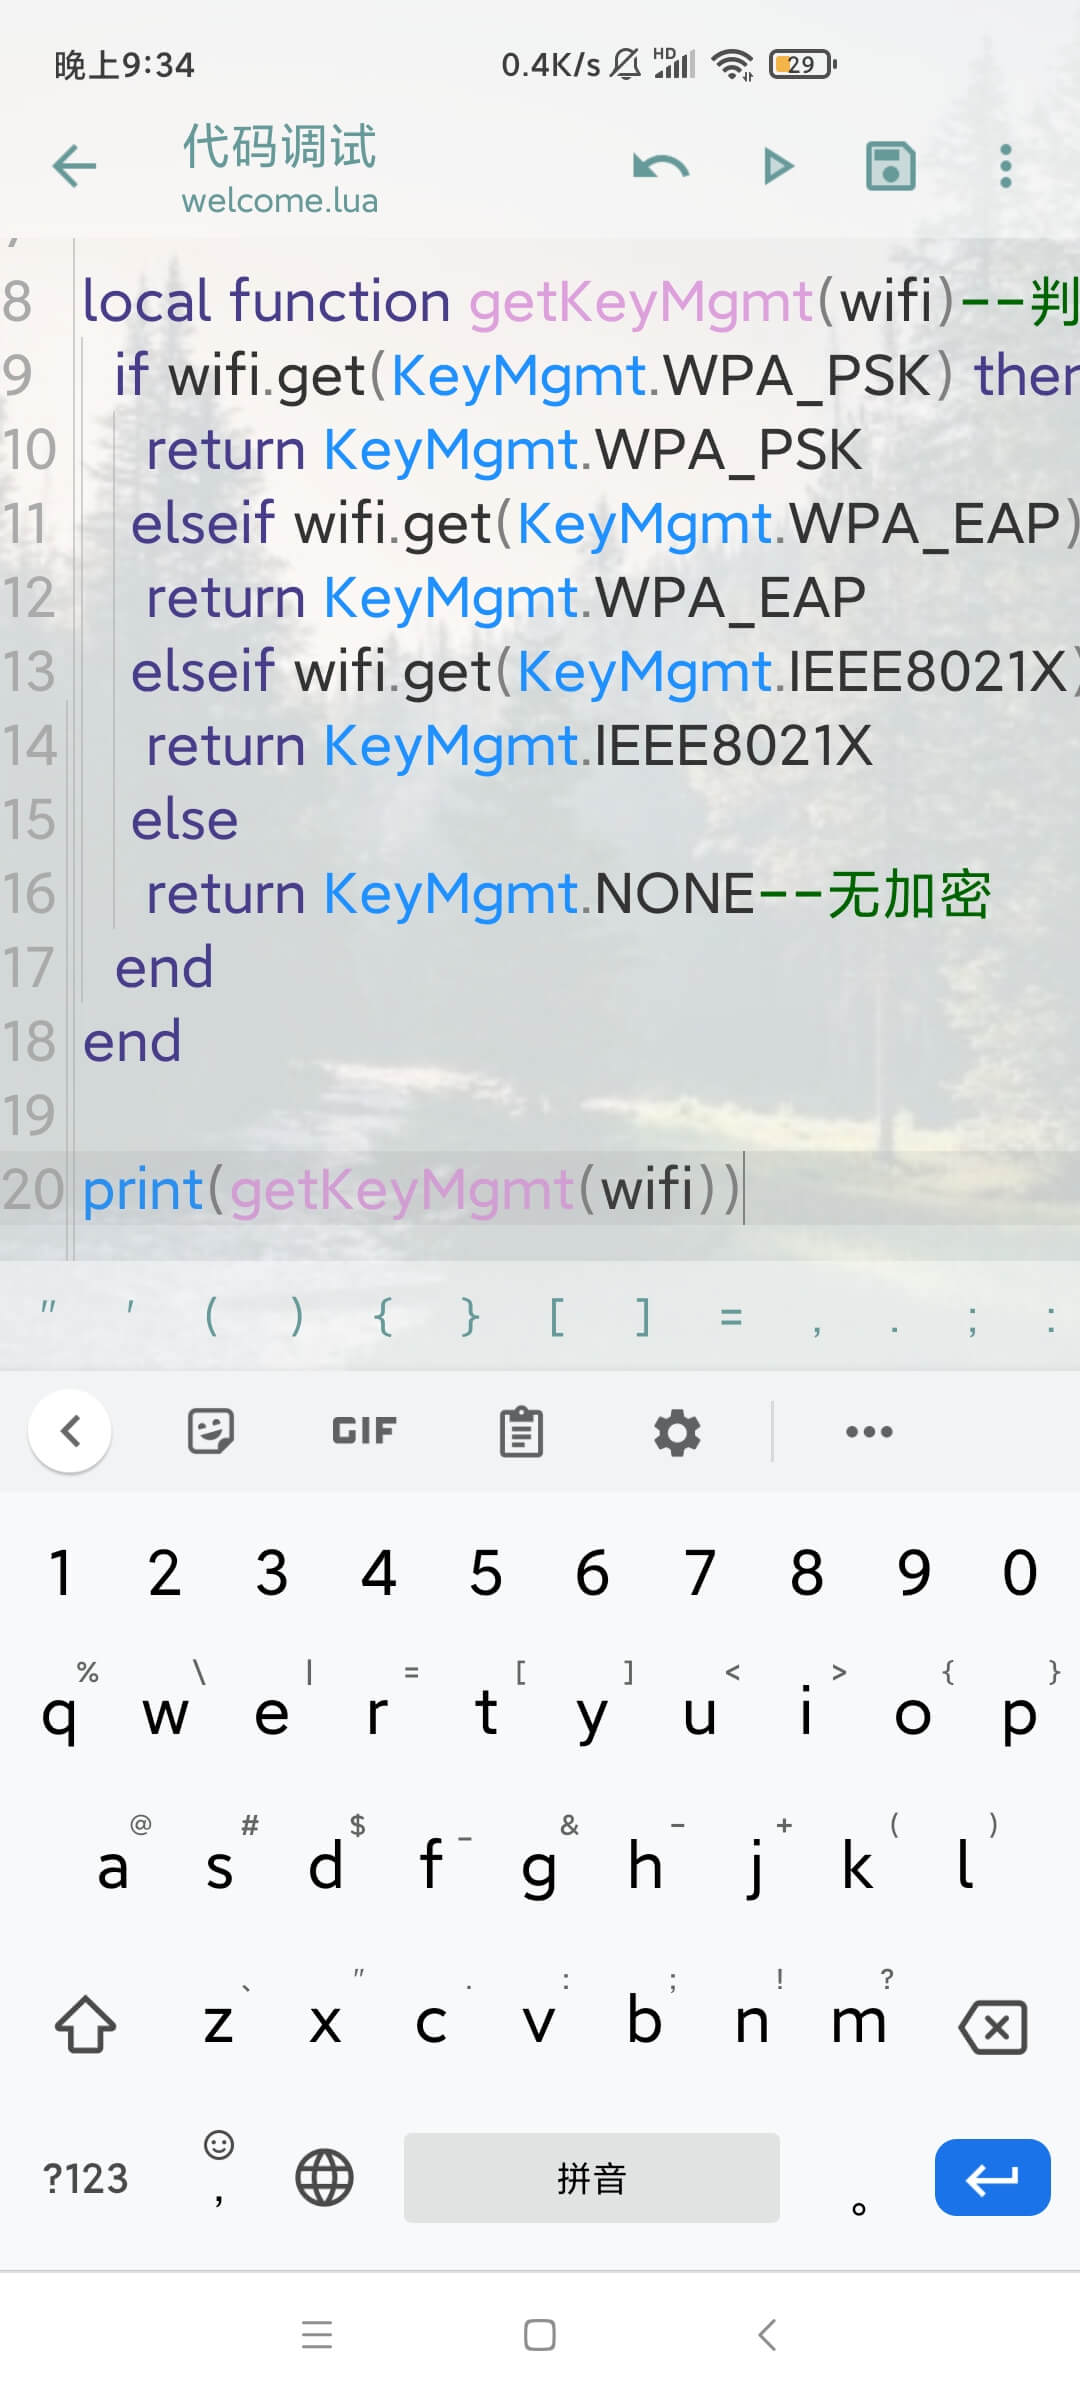 晚上9:34 0.4K/s HD 29
代码调试
welcome.lua
8 local function getKeyMgmt(wifi)--判
9 if wifi.get(KeyMgmt.WPA_PSK) then
10 return KeyMgmt.WPA_PSK
11 elseif wifi.get(KeyMgmt.WPA_EAP)
12 return KeyMgmt.WPA_EAP
13 elseif wifi.get(KeyMgmt.IEEE8021X)
14 return KeyMgmt.IEEE8021X
15 else
16 return KeyMgmt.NONE--无加密
17 end
18 end
19
20 print(getKeyMgmt(wifi))
" ' ( ) { } [ ] = , . ; :
GIF
1 2 3 4 5 6 7 8 9 0
% \ | = [ ] < > { }
q w e r t y u i o p
@ # $ _ & - + ( )
a s d f g h j k l
、 " . : ; ! ?
z x c v b n m
?123 , 拼音 。